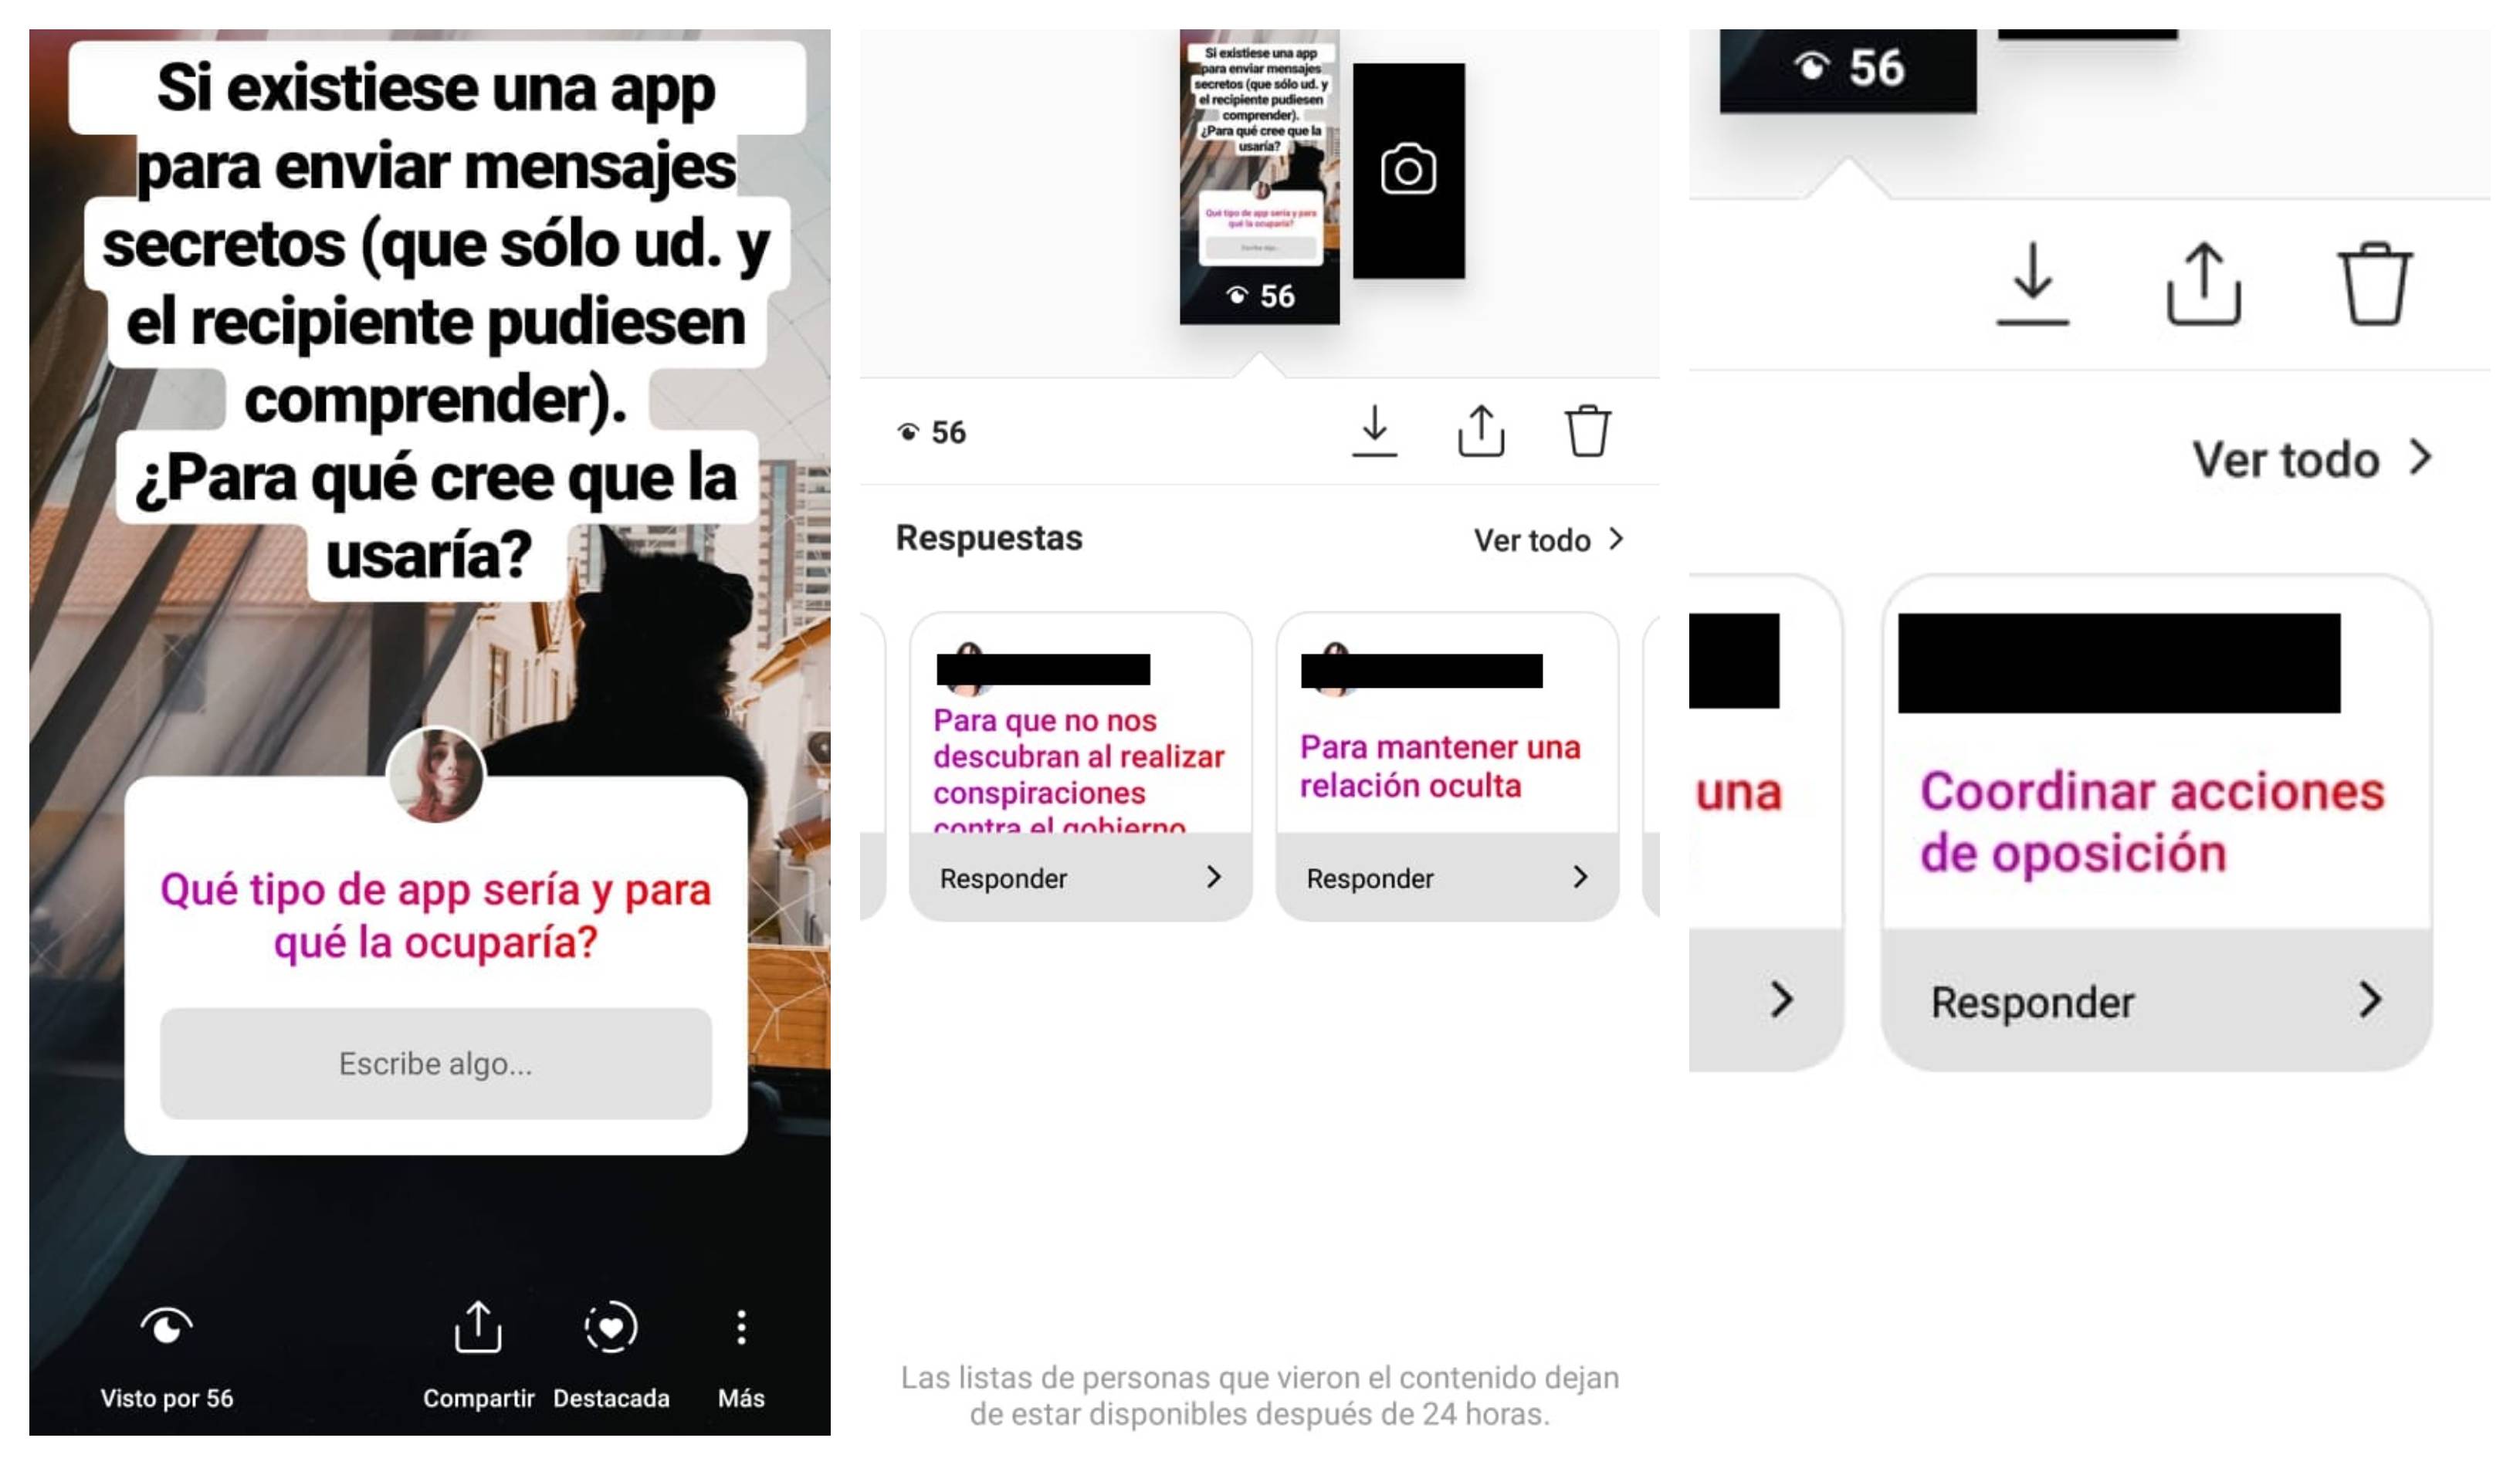 Si existiese una app
para enviar mensajes
secretos (que sólo ud. y
el recipiente pudiesen
comprender).
¿Para qué cree que la
usaría?
Qué tipo de app sería y para
qué la ocuparía?
Escribe algo...
Visto por 56
Compartir
Destacada
Más
Si existiese una app
para enviar mensajes
secretos (que sólo ud. y
el recipiente pudiesen
comprender).
¿Para qué cree que la
usaría?
Qué tipo de app sería y para
qué la ocuparía?
Escribe algo...
56
56
Respuestas
Ver todo
Para que no nos
descubran al realizar
conspiraciones
contra el gobierno
Responder
Para mantener una
relación oculta
Responder
Las listas de personas que vieron el contenido dejan
de estar disponibles después de 24 horas.
56
Ver todo
una
Coordinar acciones
de oposición
Responder